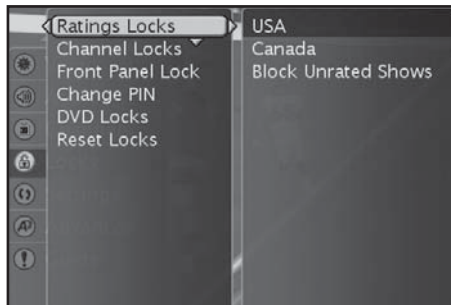 Ratings Locks
Channel Locks
Front Panel Lock
Change PIN
DVD Locks
Reset Locks
USA
Canada
Block Unrated Shows